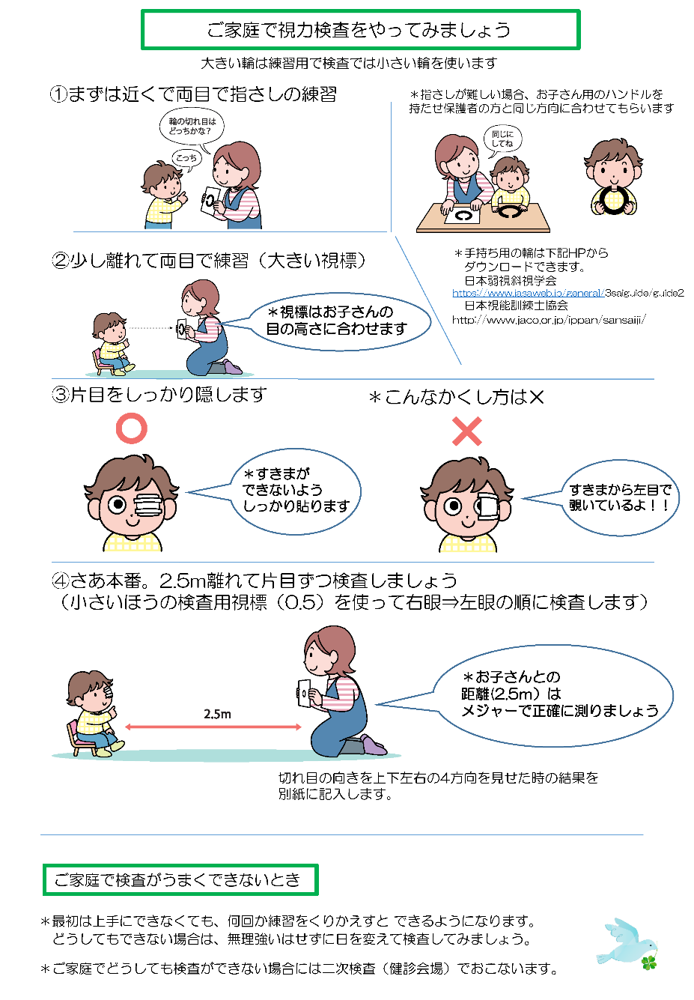 ご家庭で視力検査をやってみましょう
大きい輪は練習用で検査では小さい輪を使います
①まずは近くで両目で指さしの練習
輪の切れ目は
どっちかな？
こっち
＊指さしが難しい場合、お子さん用のハンドルを
持たせ保護者の方と同じ方向に合わせてもらいます
同じに
してね
＊手持ち用の輪は下記HPから
ダウンロードできます。
日本弱視斜視学会
https://www.jasaweb.jp/general/3saiguide/guide2
日本視能訓練士協会
http://www.jaco.or.jp/ippan/sansaiji/
②少し離れて両目で練習（大きい視標）
＊視標はお子さんの
目の高さに合わせます
③片目をしっかり隠します
＊すきまが
できないよう
しっかり貼ります
＊こんなかくし方は×
すきまから左目で
覗いているよ！！
④さあ本番。2.5m離れて片目ずつ検査しましょう
（小さいほうの検査用視標（0.5）を使って右眼⇒左眼の順に検査します）
2.5m
＊お子さんとの
距離(2.5m）は
メジャーで正確に測りましょう
切れ目の向きを上下左右の4方向を見せた時の結果を
別紙に記入します。
ご家庭で検査がうまくできないとき
＊最初は上手にできなくても、何回か練習をくりかえすと できるようになります。
どうしてもできない場合は、無理強いはせずに日を変えて検査してみましょう。
＊ご家庭でどうしても検査ができない場合には二次検査（健診会場）でおこないます。